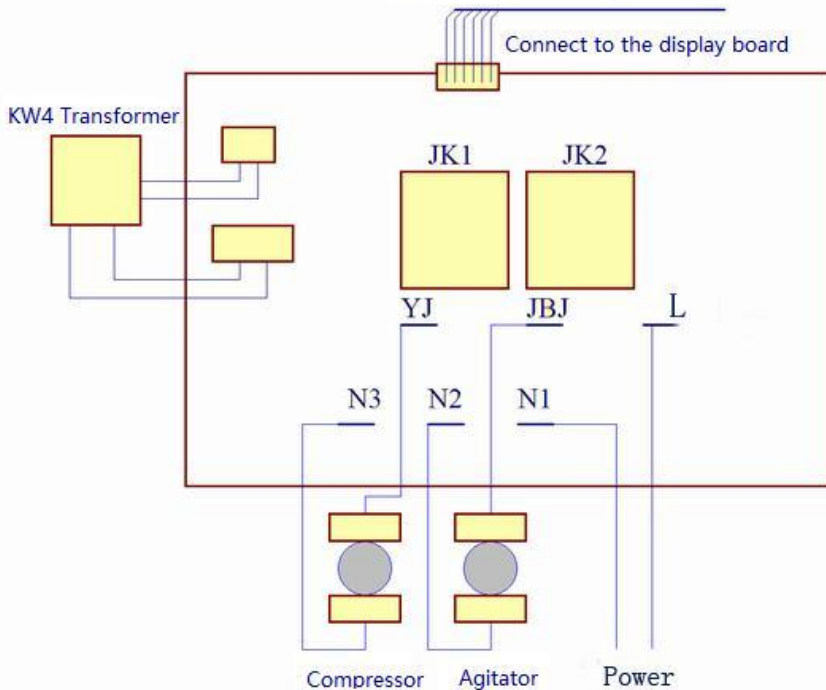 Connect to the display board
KW4 Transformer
JK1
JK2
YJ
JBJ
L
N3
N2
N1
Compressor
Agitator
Power